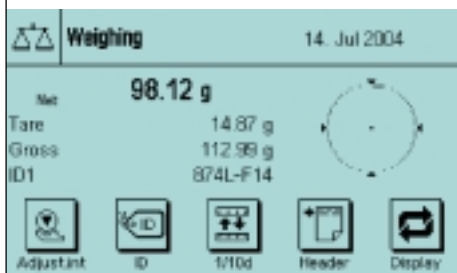 Weighing 14. Jul 2004
Net 98.12 g
Tare 14.87 g
Gross 112.99 g
ID1 874L-F14
ID
Adjust.int ID 1/10d Header Display